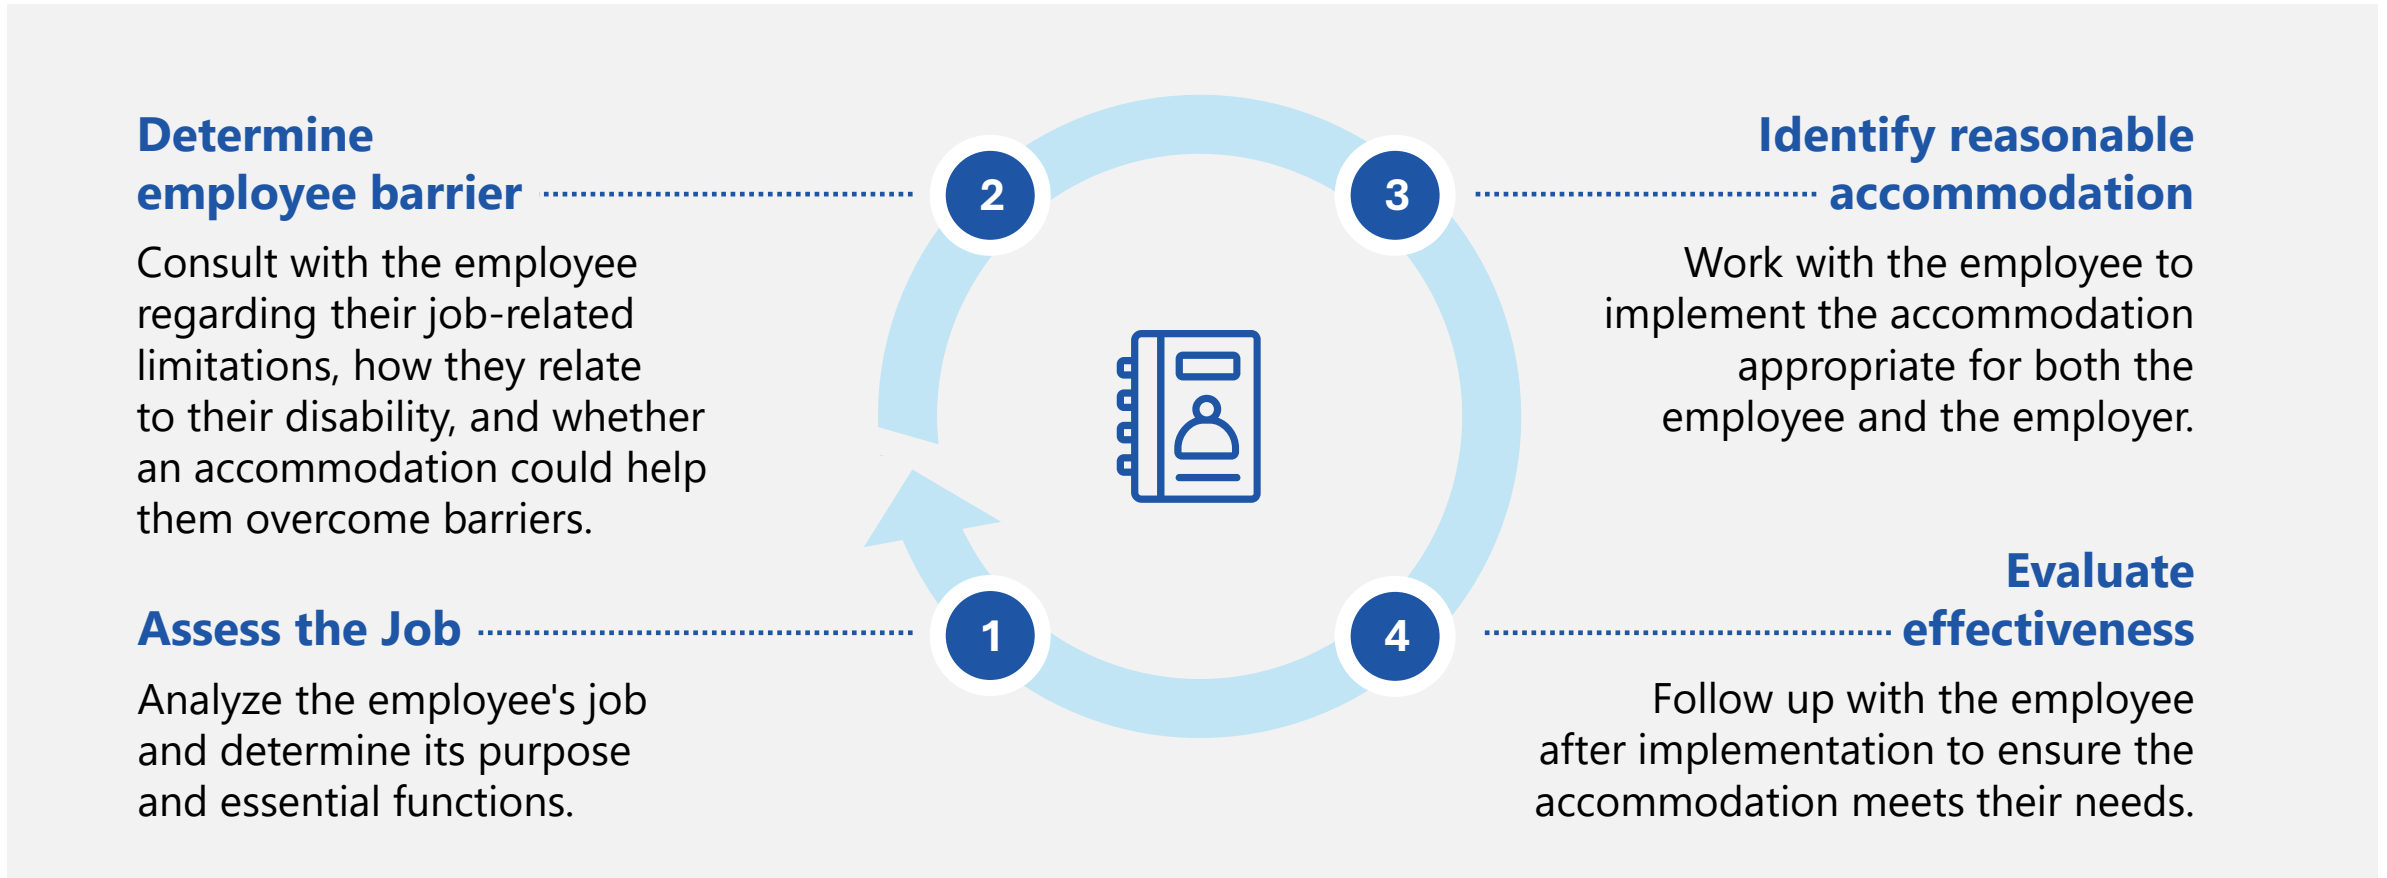 Determine
employee barrier
Consult with the employee
regarding their job-related
limitations, how they relate
to their disability, and whether
an accommodation could help
them overcome barriers.
Assess the Job
Analyze the employee's job
and determine its purpose
and essential functions.
2
3
1
4
Identify reasonable
accommodation
Work with the employee to
implement the accommodation
appropriate for both the
employee and the employer.
Evaluate
effectiveness
Follow up with the employee
after implementation to ensure the
accommodation meets their needs.